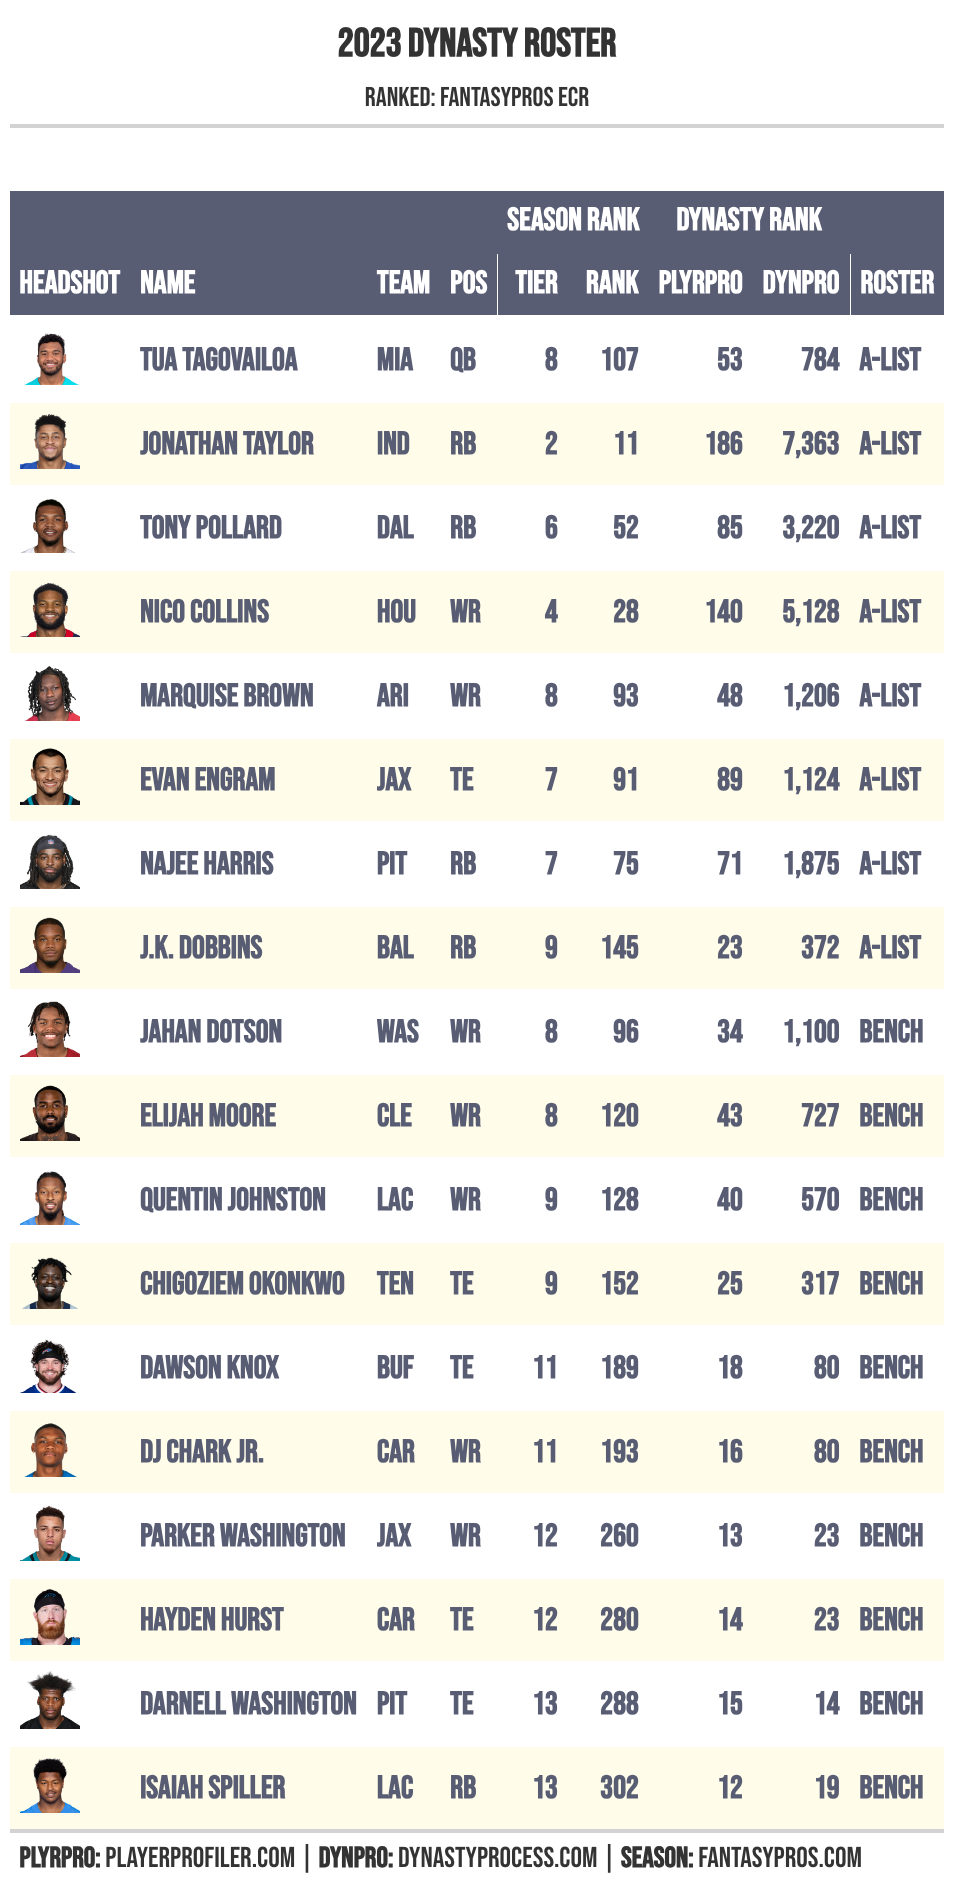 2023 DYNASTY ROSTER
RANKED: FANTASYPROS ECR
SEASON RANK DYNASTY RANK
HEADSHOT NAME TEAM POS TIER RANK PLYRPRO DYNPRO ROSTER
TUA TAGOVAILOA MIA QB 8 107 53 784 A-LIST
JONATHAN TAYLOR IND RB 2 11 186 7,363 A-LIST
TONY POLLARD DAL RB 6 52 85 3,220 A-LIST
NICO COLLINS HOU WR 4 28 140 5,128 A-LIST
MARQUISE BROWN ARI WR 8 93 48 1,206 A-LIST
EVAN ENGRAM JAX TE 7 91 89 1,124 A-LIST
NAJEE HARRIS PIT RB 7 75 71 1,875 A-LIST
J.K. DOBBINS BAL RB 9 145 23 372 A-LIST
JAHAN DOTSON WAS WR 8 96 34 1,100 BENCH
ELIJAH MOORE CLE WR 8 120 43 727 BENCH
QUENTIN JOHNSTON LAC WR 9 128 40 570 BENCH
CHIGOZIEM OKONKWO TEN TE 9 152 25 317 BENCH
DAWSON KNOX BUF TE 11 189 18 80 BENCH
DJ CHARK JR. CAR WR 11 193 16 80 BENCH
PARKER WASHINGTON JAX WR 12 260 13 23 BENCH
HAYDEN HURST CAR TE 12 280 14 23 BENCH
DARNELL WASHINGTON PIT TE 13 288 15 14 BENCH
ISAIAH SPILLER LAC RB 13 302 12 19 BENCH
PLYRPRO: PLAYERPROFILER.COM | DYNPRO: DYNASTYPROCESS.COM | SEASON: FANTASYPROS.COM